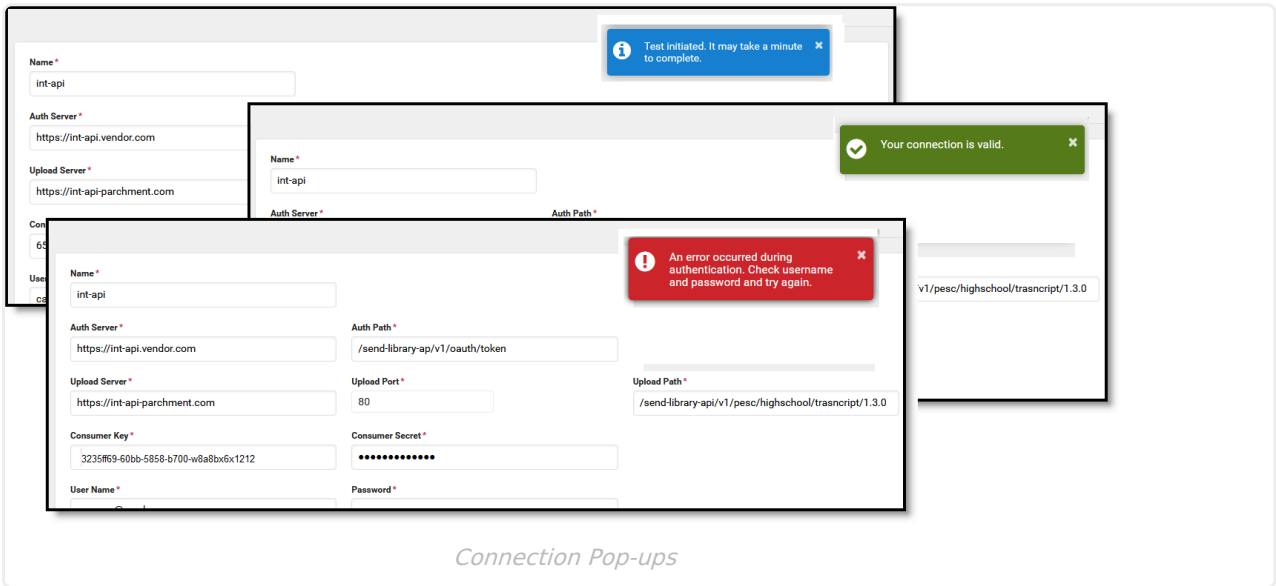 Test initiated. It may take a minute
to complete.
Name*
int-api
Auth Server*
https://int-api.vendor.com
Upload Server*
https://int-api-parchment.com
Con
65
User
ca
Your connection is valid.
Name*
int-api
Auth Server* Auth Path*
v1/pesc/highschool/trasncript/1.3.0
An error occurred during
authentication. Check username
and password and try again.
Name*
int-api
Auth Server* Auth Path*
https://int-api.vendor.com /send-library-ap/v1/oauth/token
Upload Server* Upload Port* Upload Path*
https://int-api-parchment.com 80 /send-library-api/v1/pesc/highschool/trasncript/1.3.0
Consumer Key* Consumer Secret*
3235ff69-60bb-5858-b700-w8a8bx6x1212 •••••••••••••
User Name* Password*
Connection Pop-ups